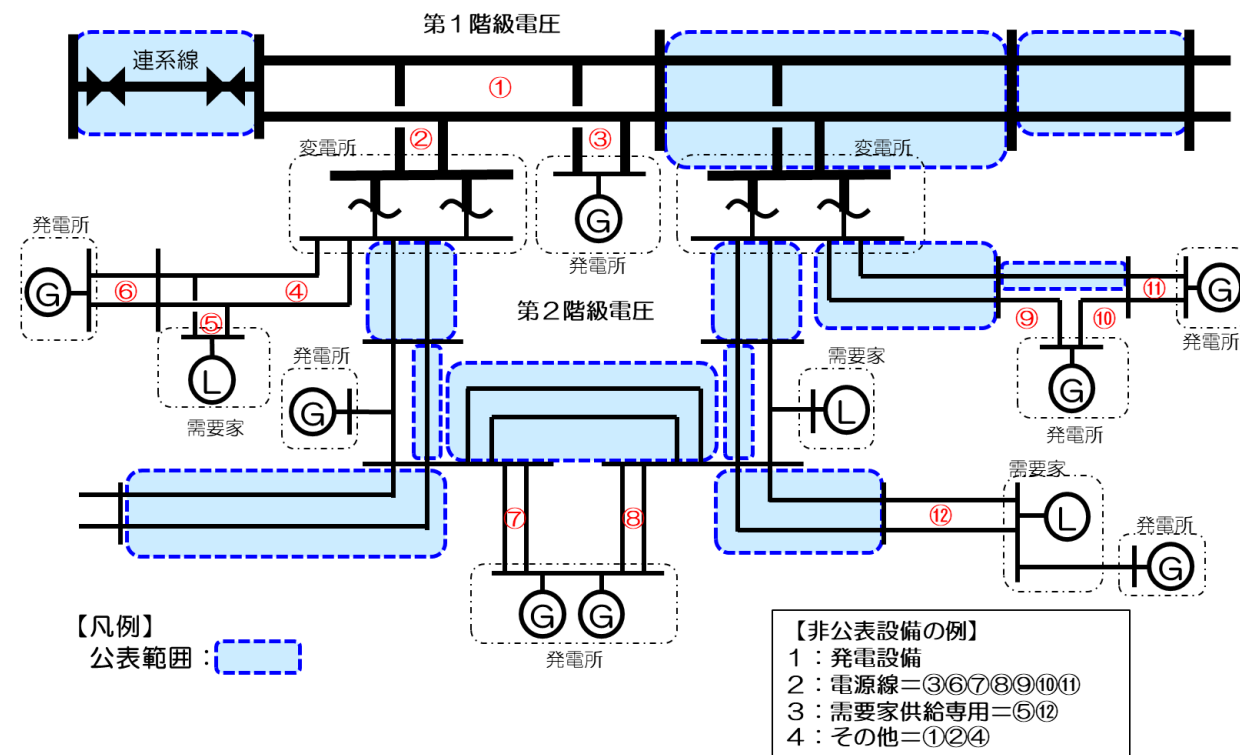 第１階級電圧
連系線
①
②
③
変電所
変電所
発電所
G
G
発電所
発電所
G
⑥
④
⑤
⑪
G
第２階級電圧
⑨
⑩
発電所
L
需要家
発電所
G
需要家
L
G
発電所
需要家
⑦
⑧
⑫
L
発電所
G
G
G
発電所
【凡例】
公表範囲：
【非公表設備の例】
１：発電設備
２：電源線＝③⑥⑦⑧⑨⑩⑪
３：需要家供給専用＝⑤⑫
４：その他＝①②④